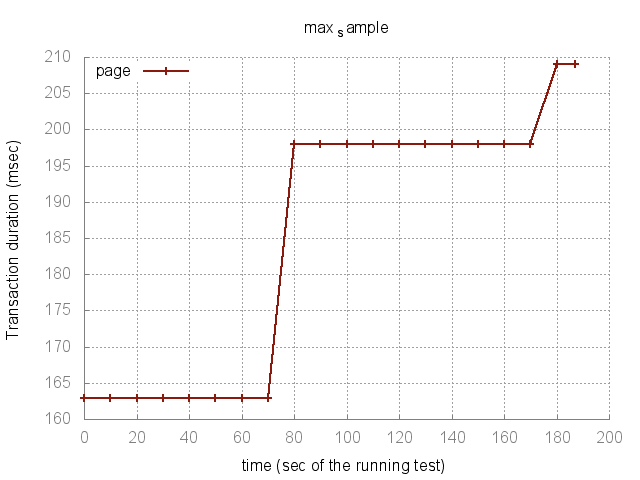 max sample
page
210
205
200
195
190
185
180
175
170
165
160
0 20 40 60 80 100 120 140 160 180 200
Transaction duration (msec)
time (sec of the running test)